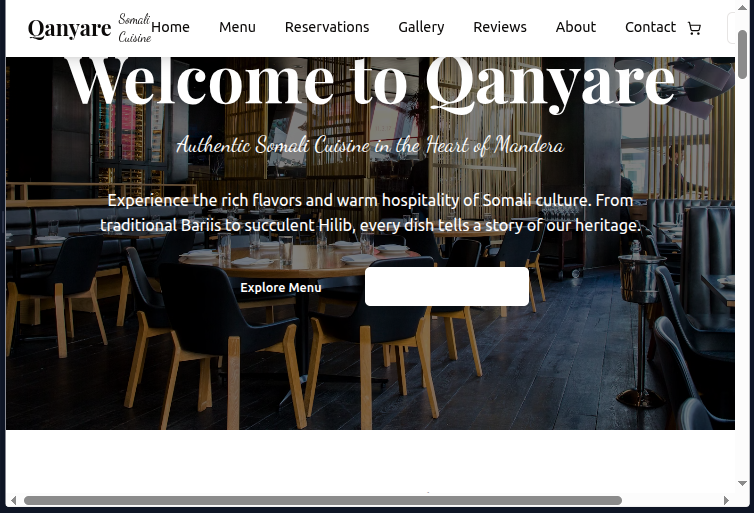 Qanyare Somali Cuisine Home Menu Reservations Gallery Reviews About Contact
Welcome to Qanyare
Authentic Somali Cuisine in the Heart of Mandera
Experience the rich flavors and warm hospitality of Somali culture. From
traditional Bariis to succulent Hilib, every dish tells a story of our heritage.
Explore Menu